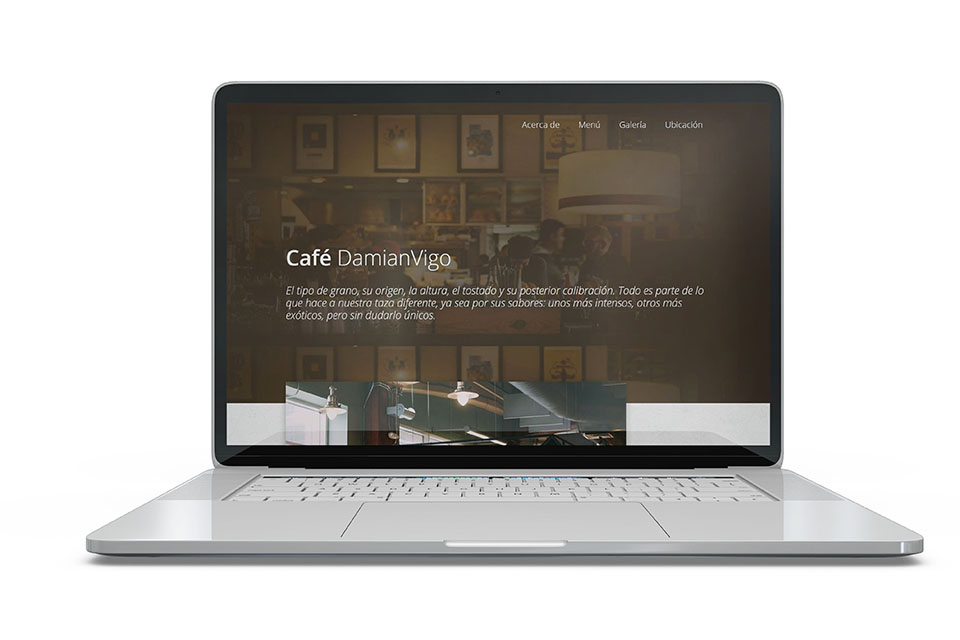 Acerca de Menú Galería Ubicación
Café DamianVigo
El tipo de grano, su origen, la altura, el tostado y su posterior calibración. Todo es parte de lo
que hace a nuestra taza diferente, ya sea por sus sabores: unos más intensos, otros más
exóticos, pero sin dudarlo únicos.